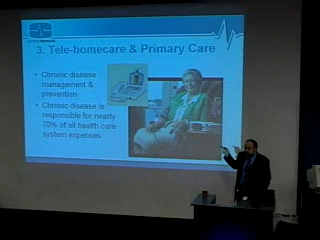 3. Tele-homecare & Primary Care
• Chronic disease
management &
prevention
• Chronic disease is
responsible for nearly
70% of all health care
system expenses